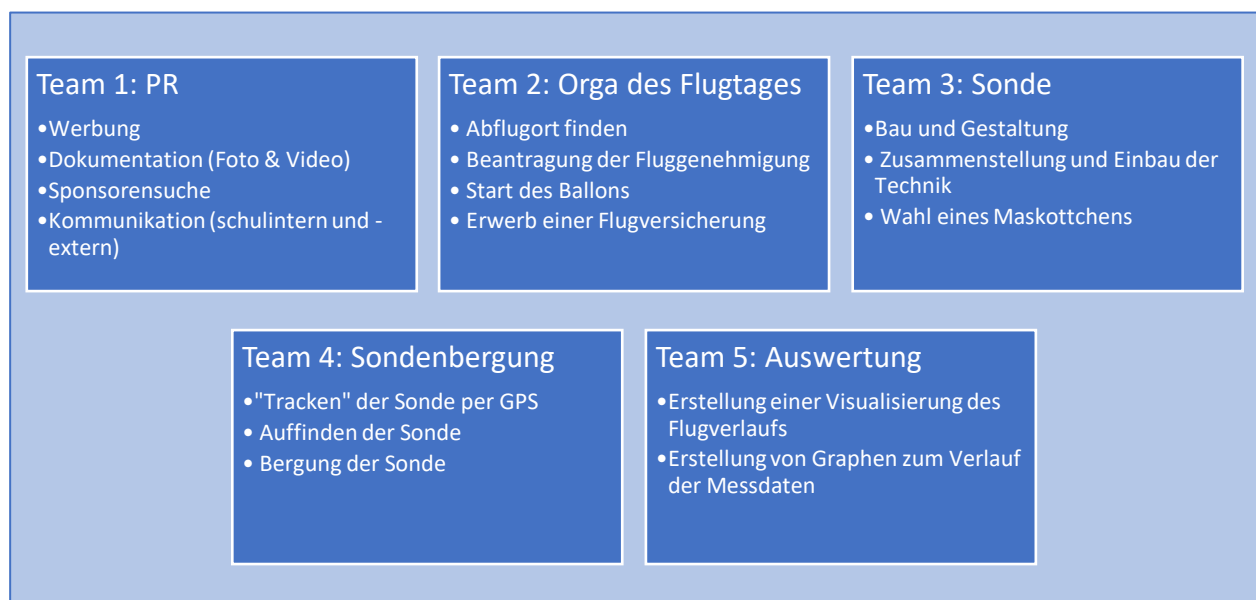 Team 1: PR
•Werbung
•Dokumentation (Foto & Video)
•Sponsorensuche
•Kommunikation (schulintern und -
extern)
Team 2: Orga des Flugtages
• Abflugort finden
• Beantragung der Fluggenehmigung
• Start des Ballons
• Erwerb einer Flugversicherung
Team 3: Sonde
•Bau und Gestaltung
• Zusammenstellung und Einbau der
Technik
• Wahl eines Maskottchens
Team 4: Sondenbergung
•"Tracken" der Sonde per GPS
• Auffinden der Sonde
• Bergung der Sonde
Team 5: Auswertung
•Erstellung einer Visualisierung des
Flugverlaufs
•Erstellung von Graphen zum Verlauf
der Messdaten